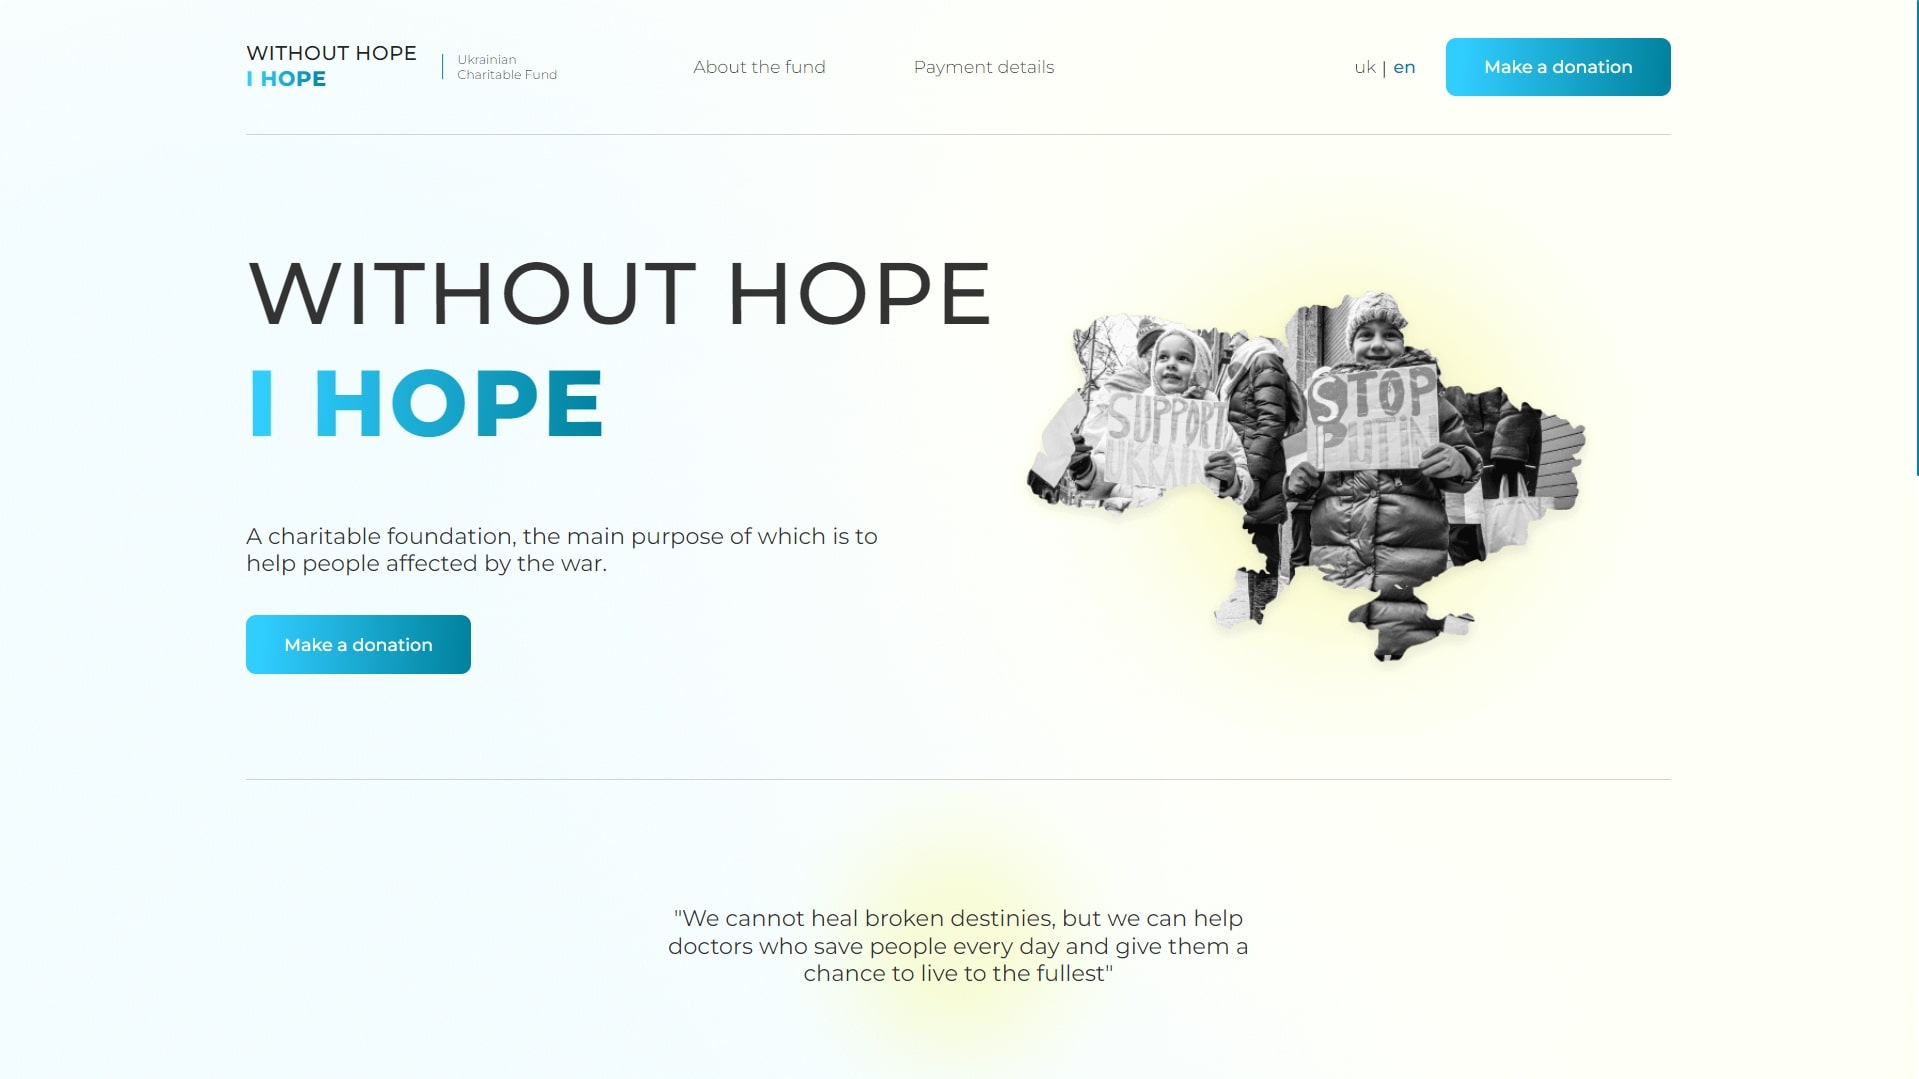 WITHOUT HOPE
I HOPE
Ukrainian
Charitable Fund
About the fund
Payment details
uk | en
Make a donation
WITHOUT HOPE
I HOPE
A charitable foundation, the main purpose of which is to
help people affected by the war.
Make a donation
SUPPORT
UKRAIN
STOP
PUTIN
"We cannot heal broken destinies, but we can help
doctors who save people every day and give them a
chance to live to the fullest"